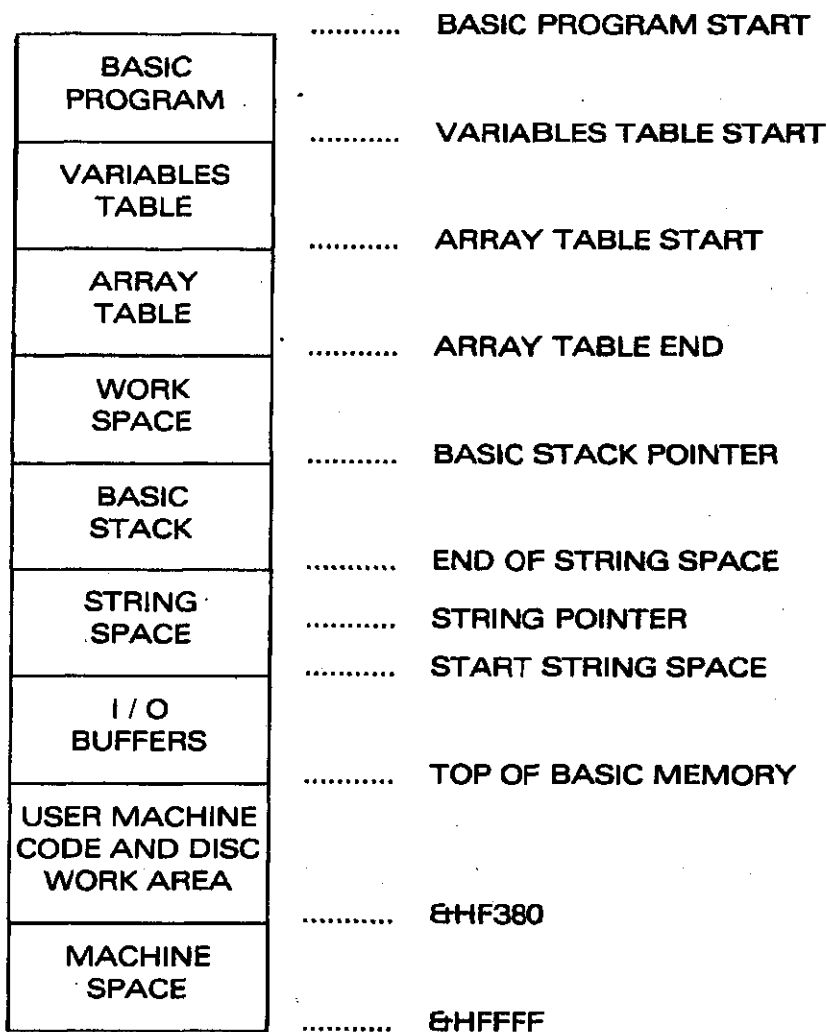 ........... BASIC PROGRAM START
BASIC
PROGRAM
........... VARIABLES TABLE START
VARIABLES
TABLE
........... ARRAY TABLE START
ARRAY
TABLE
........... ARRAY TABLE END
WORK
SPACE
........... BASIC STACK POINTER
BASIC
STACK
........... END OF STRING SPACE
STRING
SPACE
........... STRING POINTER
........... START STRING SPACE
I / O
BUFFERS
........... TOP OF BASIC MEMORY
USER MACHINE
CODE AND DISC
WORK AREA
........... &HF380
MACHINE
SPACE
........... &HFFFF